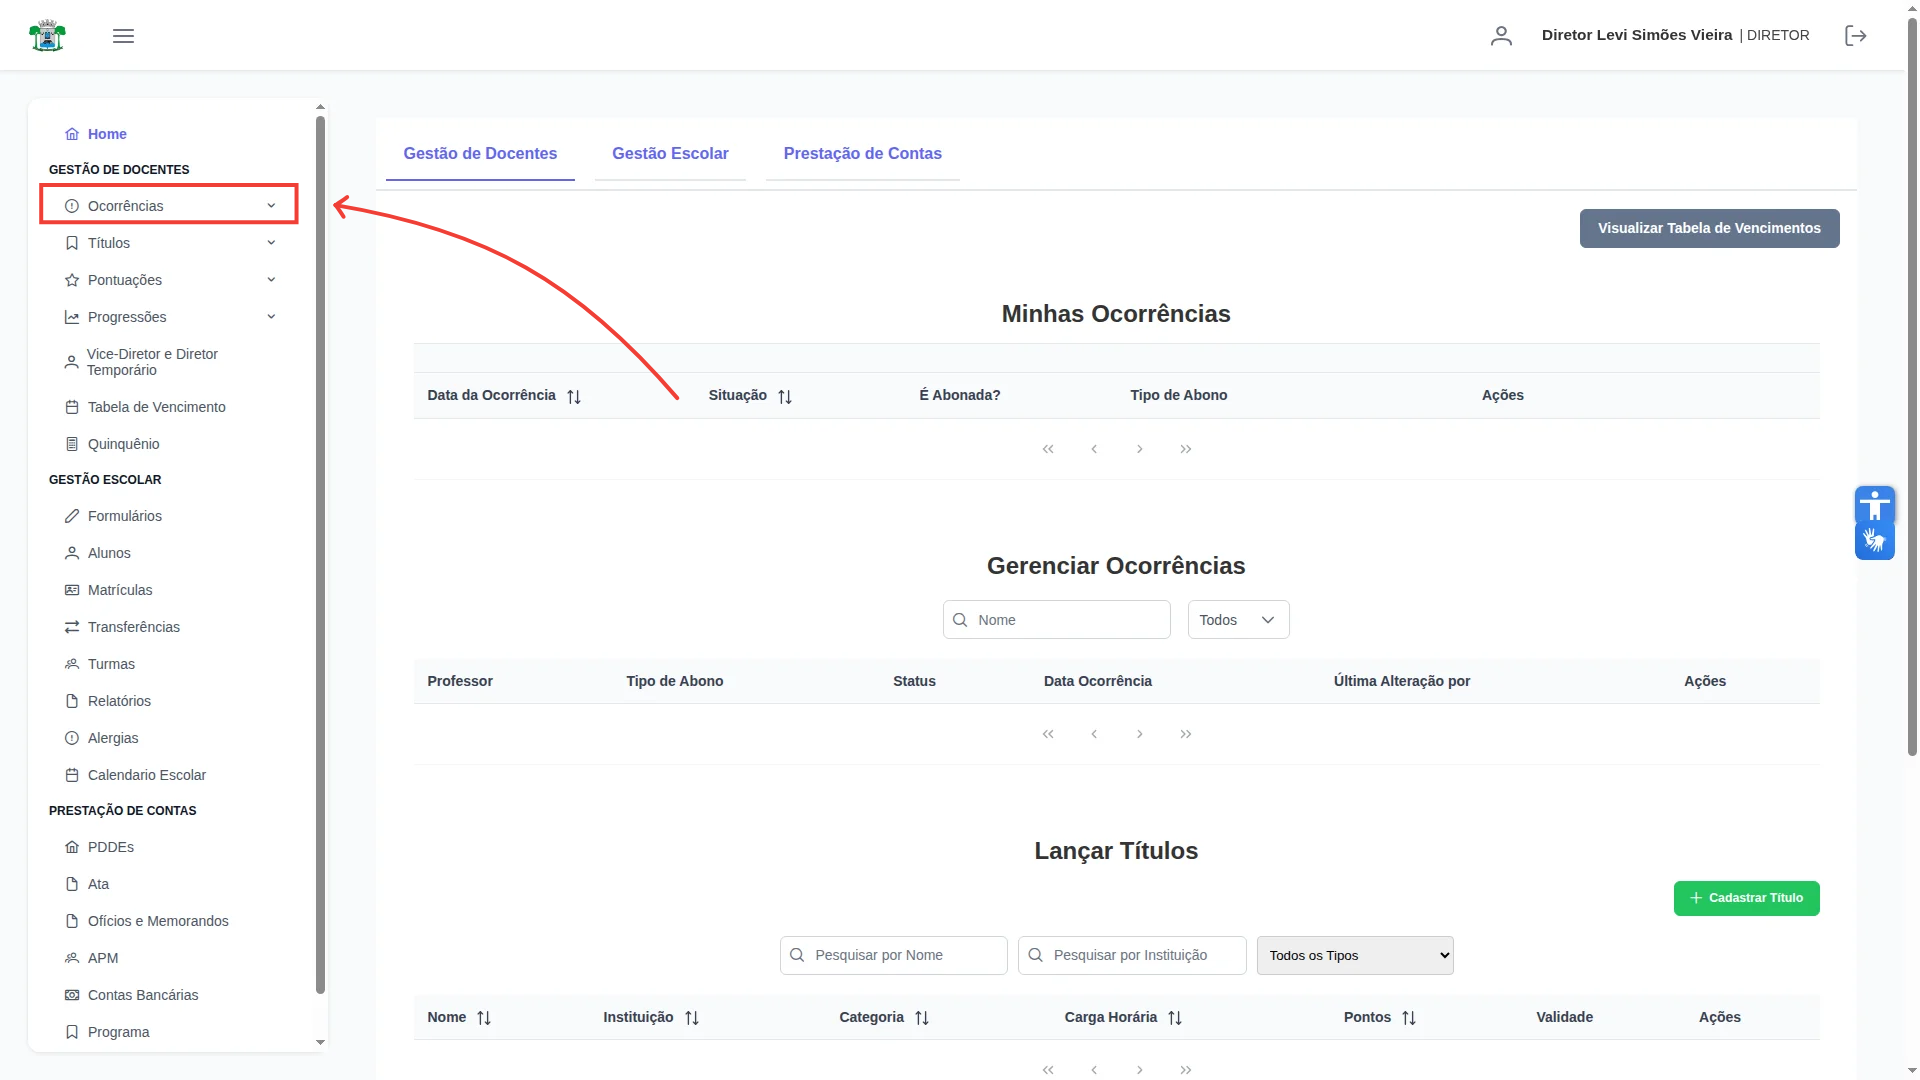 Diretor Levi Simões Vieira | DIRETOR
Home
GESTÃO DE DOCENTES
Ocorrências
Títulos
Pontuações
Progressões
Vice-Diretor e Diretor
Temporário
Tabela de Vencimento
Quinquênio
GESTÃO ESCOLAR
Formulários
Alunos
Matrículas
Transferências
Turmas
Relatórios
Alergias
Calendario Escolar
PRESTAÇÃO DE CONTAS
PDDEs
Ata
Ofícios e Memorandos
APM
Contas Bancárias
Programa
Gestão de Docentes Gestão Escolar Prestação de Contas
Visualizar Tabela de Vencimentos
Minhas Ocorrências
Data da Ocorrência Situação É Abonada? Tipo de Abono Ações
Gerenciar Ocorrências
Nome Todos
Professor Tipo de Abono Status Data Ocorrência Última Alteração por Ações
Lançar Títulos
Cadastrar Título
Pesquisar por Nome Pesquisar por Instituição Todos os Tipos
Nome Instituição Categoria Carga Horária Pontos Validade Ações